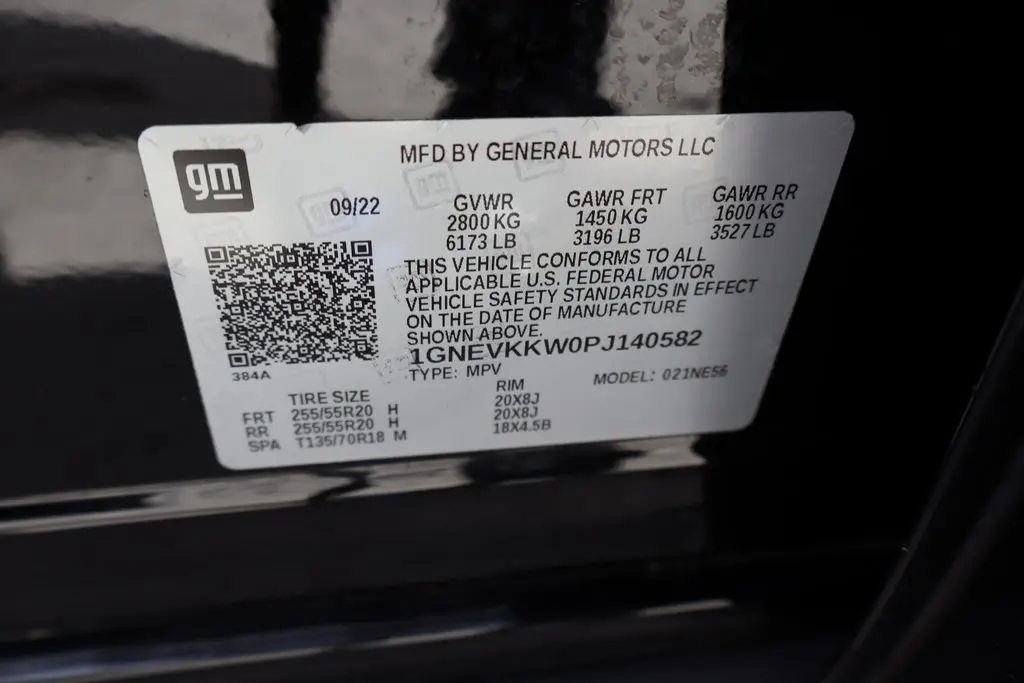 gm
MFD BY GENERAL MOTORS LLC
09/22
GVWR GAWR FRT GAWR RR
2800 KG 1450 KG 1600 KG
6173 LB 3196 LB 3527 LB
THIS VEHICLE CONFORMS TO ALL
APPLICABLE U.S. FEDERAL MOTOR
VEHICLE SAFETY STANDARDS IN EFFECT
ON THE DATE OF MANUFACTURE
SHOWN ABOVE.
1GNEVKKW0PJ140582
384A
TYPE: MPV MODEL: 021NE56
TIRE SIZE RIM
FRT 255/55R20 H 20X8J
RR 255/55R20 H 20X8J
SPA T135/70R18 M 18X4.5B